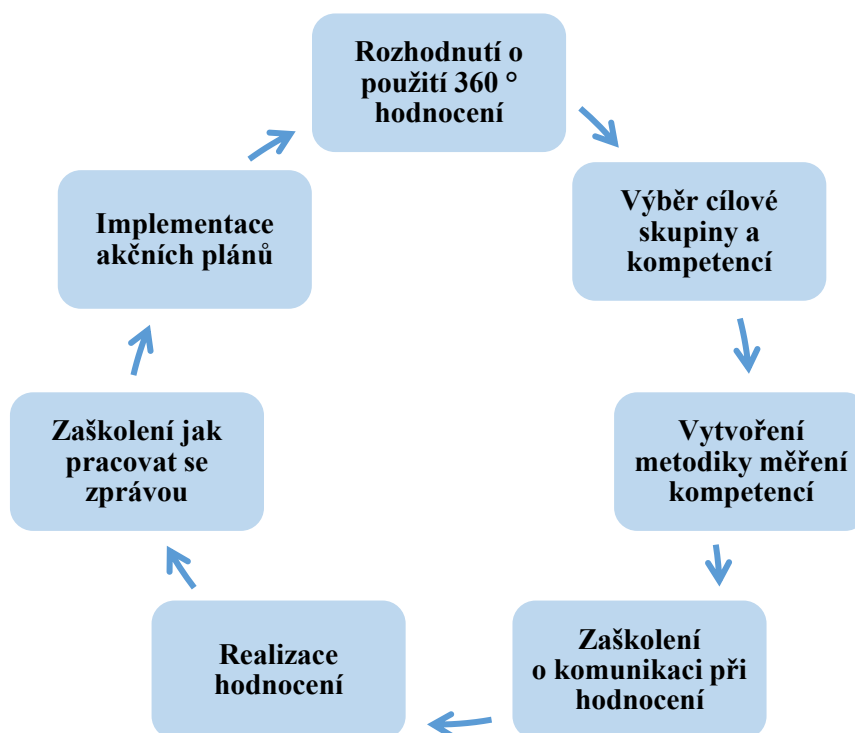 Rozhodnutí o
použití 360 °
hodnocení
Výběr cílové
skupiny a
kompetencí
Vytvoření
metodiky měření
kompetencí
Zaškolení
o komunikaci při
hodnocení
Realizace
hodnocení
Zaškolení jak
pracovat se
zprávou
Implementace
akčních plánů